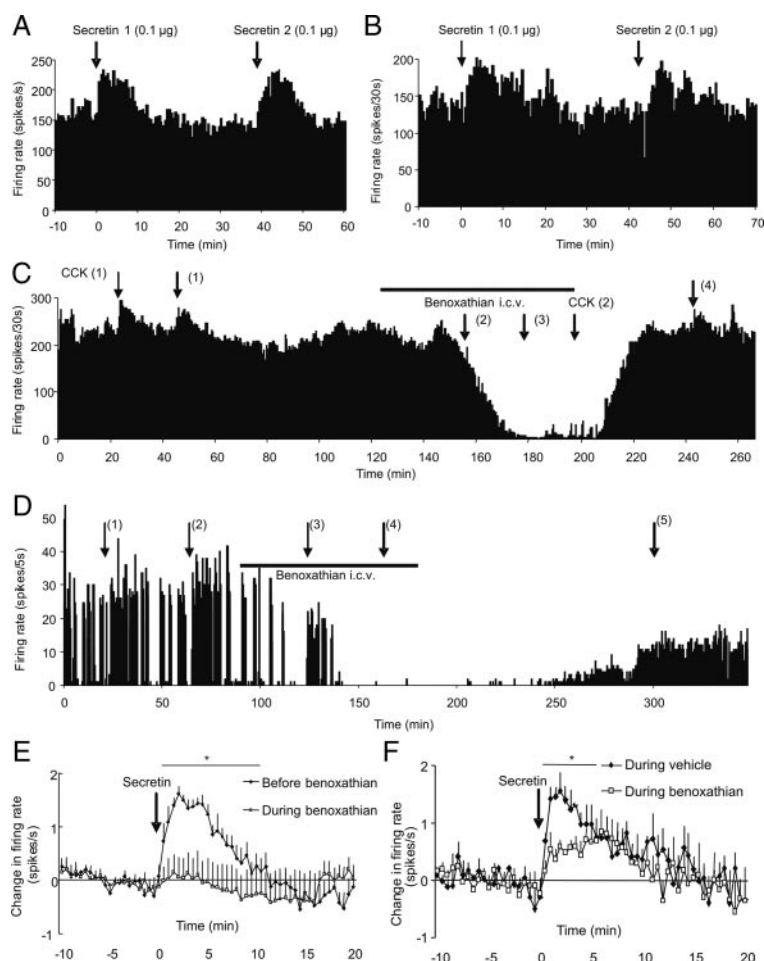 A
Secretin 1 (0.1 µg)
Secretin 2 (0.1 µg)
Firing rate (spikes/s)
250
200
150
100
50
0
-10 0 10 20 30 40 50 60
Time (min)
B
Secretin 1 (0.1 µg)
Secretin 2 (0.1 µg)
Firing rate (spikes/30s)
200
150
100
50
0
-10 0 10 20 30 40 50 60 70
Time (min)
C
CCK (1)
(1)
Benoxathian i.c.v.
(2)
(3)
CCK (2)
(4)
Firing rate (spikes/30s)
300
200
100
0
0 20 40 60 80 100 120 140 160 180 200 220 240 260
Time (min)
D
(1)
(2)
(3)
(4)
(5)
Benoxathian i.c.v.
Firing rate (spikes/5s)
50
40
30
20
10
0
0 50 100 150 200 250 300
Time (min)
E
*
Secretin
Before benoxathian
During benoxathian
Change in firing rate
(spikes/s)
2
1
0
-1
-10 -5 0 5 10 15 20
Time (min)
F
*
Secretin
During vehicle
During benoxathian
Change in firing rate
(spikes/s)
2
1
0
-1
-10 -5 0 5 10 15 20
Time (min)